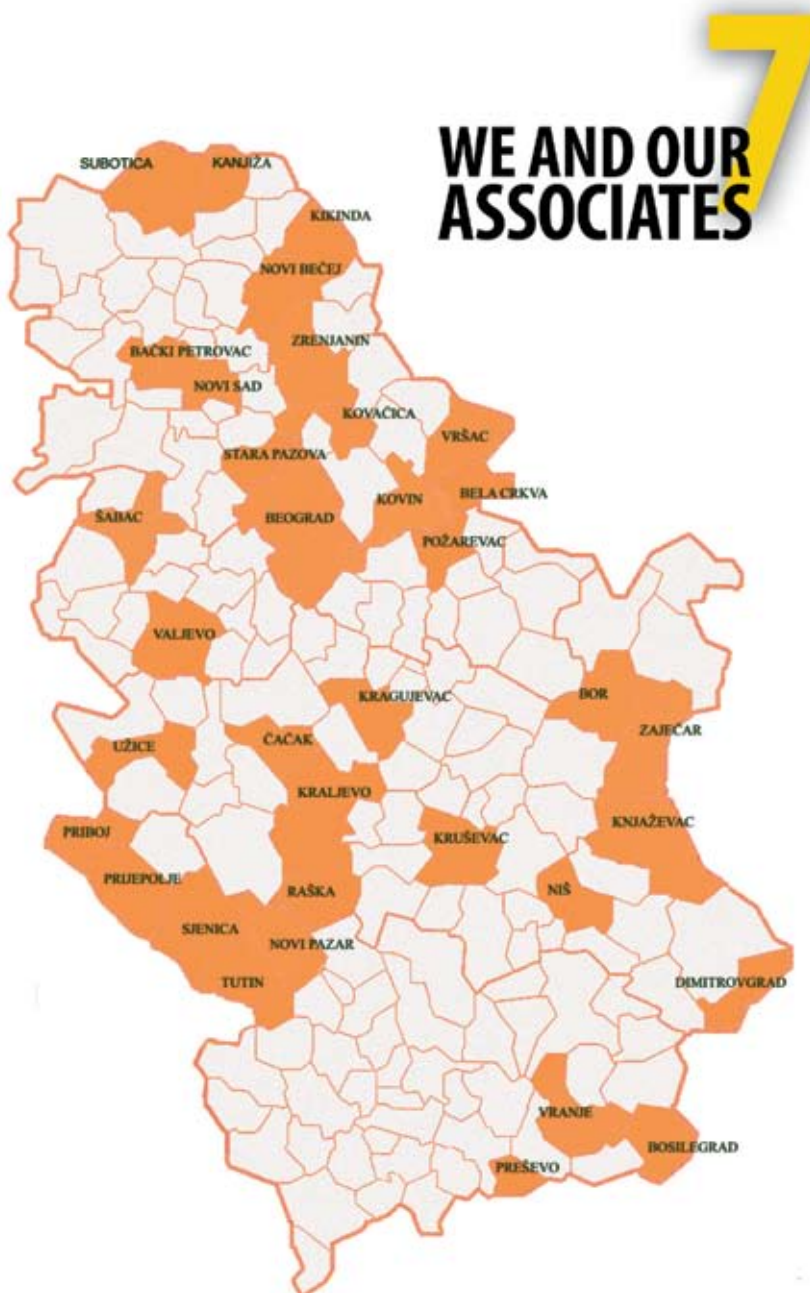 7
WE AND OUR
ASSOCIATES
SUBOTICA
KANJIŽA
KIKINDA
NOVI BEČEJ
ZRENJANIN
BAČKI PETROVAC
NOVI SAD
KOVAČICA
VRŠAC
STARA PAZOVA
KOVIN
BELA CRKVA
ŠABAC
BEOGRAD
POŽAREVAC
VALJEVO
KRAGUJEVAC
BOR
ZAJEČAR
UŽICE
ČAČAK
KRALJEVO
KNJAŽEVAC
PRIBOJ
KRUŠEVAC
PRIJEPOLJE
RAŠKA
NIŠ
SJENICA
NOVI PAZAR
TUTIN
DIMITROVGRAD
VRANJE
BOSILEGRAD
PREŠEVO